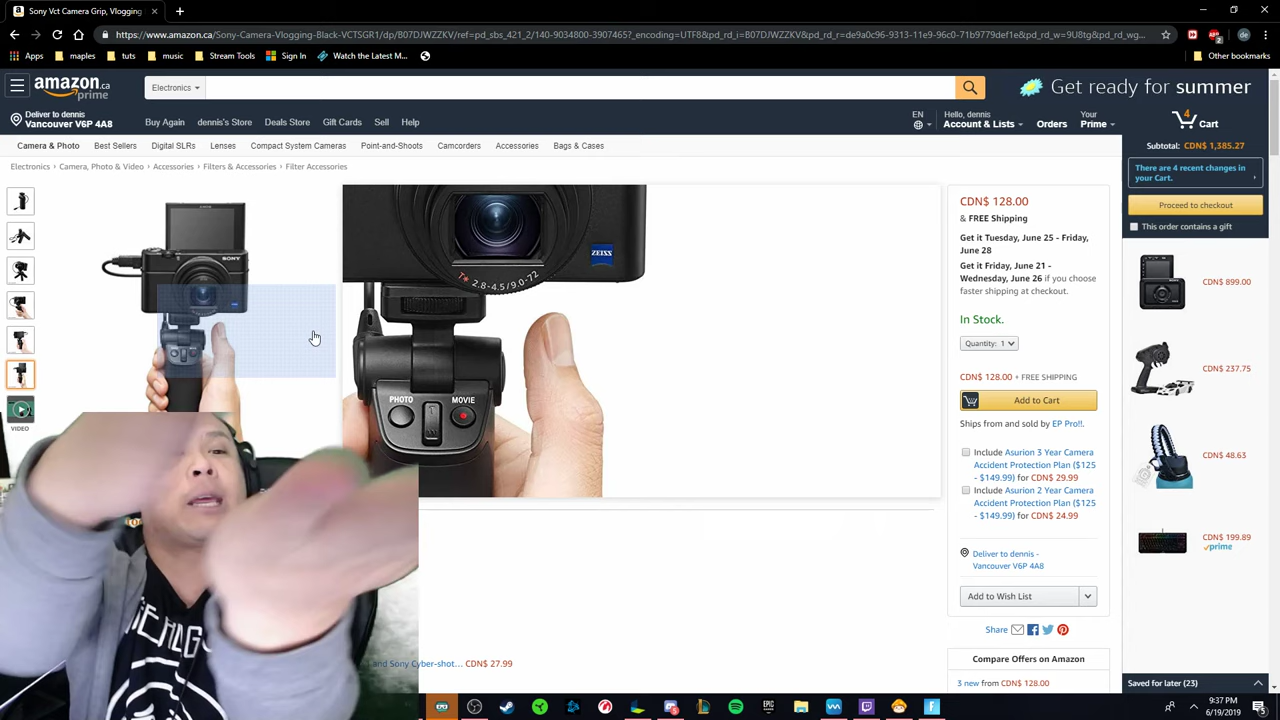 Sony Vct Camera Grip, Vlogging
https://www.amazon.ca/Sony-Camera-Vlogging-Black-VCTSGR1/dp/B07DJWZZKV/ref=pd_sbs_421_2/140-9034800-3907465?_encoding=UTF8&pd_rd_i=B07DJWZZKV&pd_rd_r=de9a0c96-9313-11e9-96c0-71b9779def1e&pd_rd_w=9U8tg&pd_rd_wg...
Apps maples tuts music Stream Tools Sign In Watch the Latest M... Other bookmarks
amazon.ca
prime
Electronics
Get ready for summer
4
Cart
Deliver to dennis
Vancouver V6P 4A8
Buy Again dennis's Store Deals Store Gift Cards Sell Help
EN
Hello, dennis
Account & Lists
Orders
Your
Prime
Subtotal: CDN$ 1,385.27
Camera & Photo Best Sellers Digital SLRs Lenses Compact System Cameras Point-and-Shoots Camcorders Accessories Bags & Cases
There are 4 recent changes in
your Cart.
Electronics › Camera, Photo & Video › Accessories › Filters & Accessories › Filter Accessories
Proceed to checkout
This order contains a gift
SONY
ZEISS
T* 2.8-4.5/9.0-72
PHOTO MOVIE
VIDEO
CDN$ 128.00
& FREE Shipping
Get it Tuesday, June 25 - Friday,
June 28
Get it Friday, June 21 -
Wednesday, June 26 if you choose
faster shipping at checkout.
In Stock.
Quantity: 1
CDN$ 128.00 + FREE SHIPPING
Add to Cart
Ships from and sold by EP Pro!!.
Include Asurion 3 Year Camera
Accident Protection Plan ($125
- $149.99) for CDN$ 29.99
Include Asurion 2 Year Camera
Accident Protection Plan ($125
- $149.99) for CDN$ 24.99
Deliver to dennis -
Vancouver V6P 4A8
Add to Wish List
Share
Compare Offers on Amazon
3 new from CDN$ 128.00
CDN$ 899.00
CDN$ 237.75
CDN$ 48.63
CDN$ 199.89
prime
Saved for later (23)
and Sony Cyber-shot... CDN$ 27.99
9:37 PM
6/19/2019